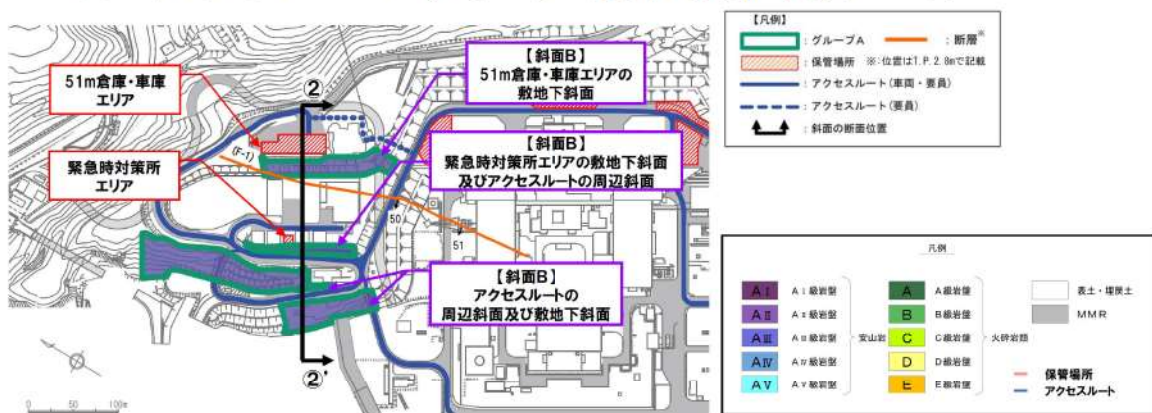 51m倉庫・車庫
エリア
緊急時対策所
エリア
【斜面B】
51m倉庫・車庫エリアの
敷地下斜面
【斜面B】
緊急時対策所エリアの敷地下斜面
及びアクセスルートの周辺斜面
【斜面B】
アクセスルートの
周辺斜面及び敷地下斜面
②
②'
(F-1)
50
51
0
50
100m
【凡例】
:グループA
:断層※
:保管場所 ※:位置はT.P.2.8mで記載
:アクセスルート(車両・要員)
:アクセスルート(要員)
:斜面の断面位置
凡例
AⅠ AⅠ級岩盤
AⅡ AⅡ級岩盤
AⅢ AⅢ級岩盤
AⅣ AⅣ級岩盤
AⅤ AⅤ級岩盤
安山岩
A A級岩盤
B B級岩盤
C C級岩盤
D D級岩盤
E E級岩盤
火砕岩類
表土・埋戻土
MMR
保管場所
アクセスルート